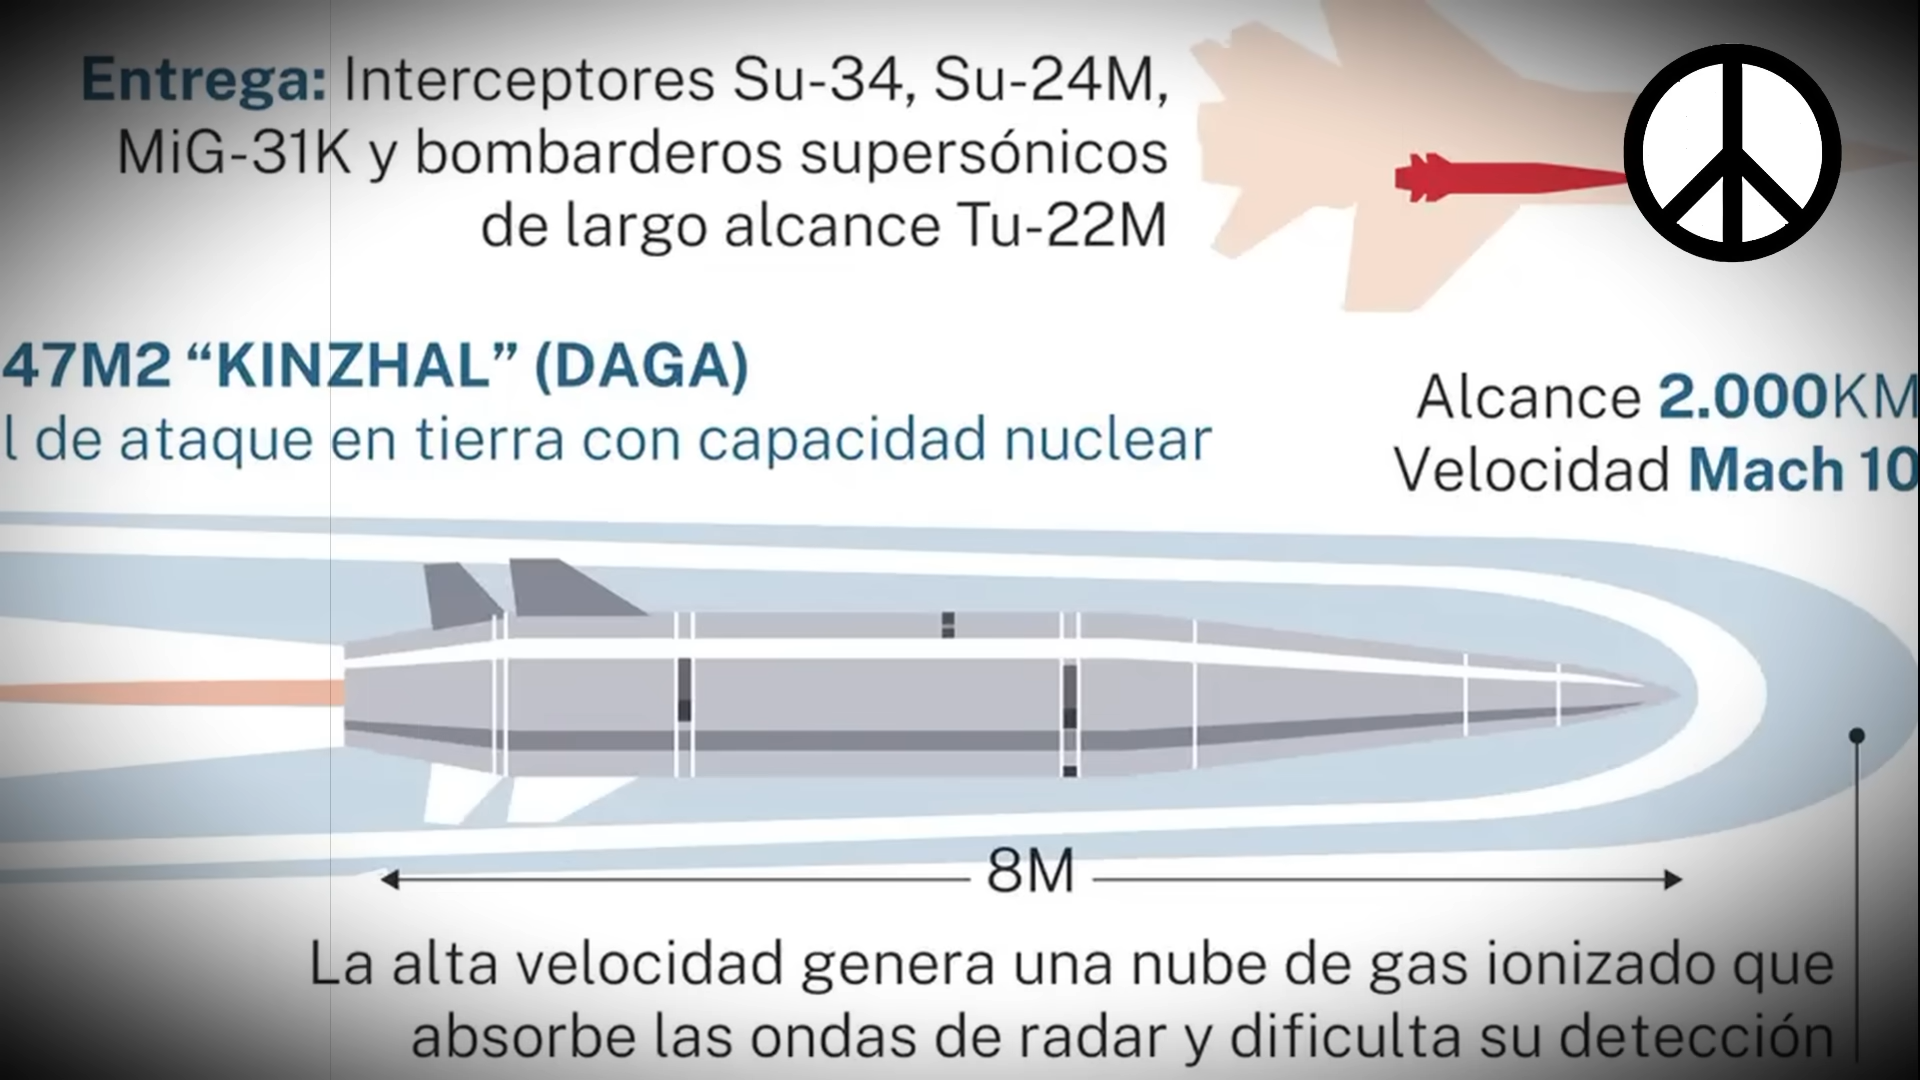 Entrega: Interceptores Su-34, Su-24M,
MiG-31K y bombarderos supersónicos
de largo alcance Tu-22M
47M2 “KINZHAL” (DAGA)
l de ataque en tierra con capacidad nuclear
Alcance 2.000KM
Velocidad Mach 10
8M
La alta velocidad genera una nube de gas ionizado que
absorbe las ondas de radar y dificulta su detección